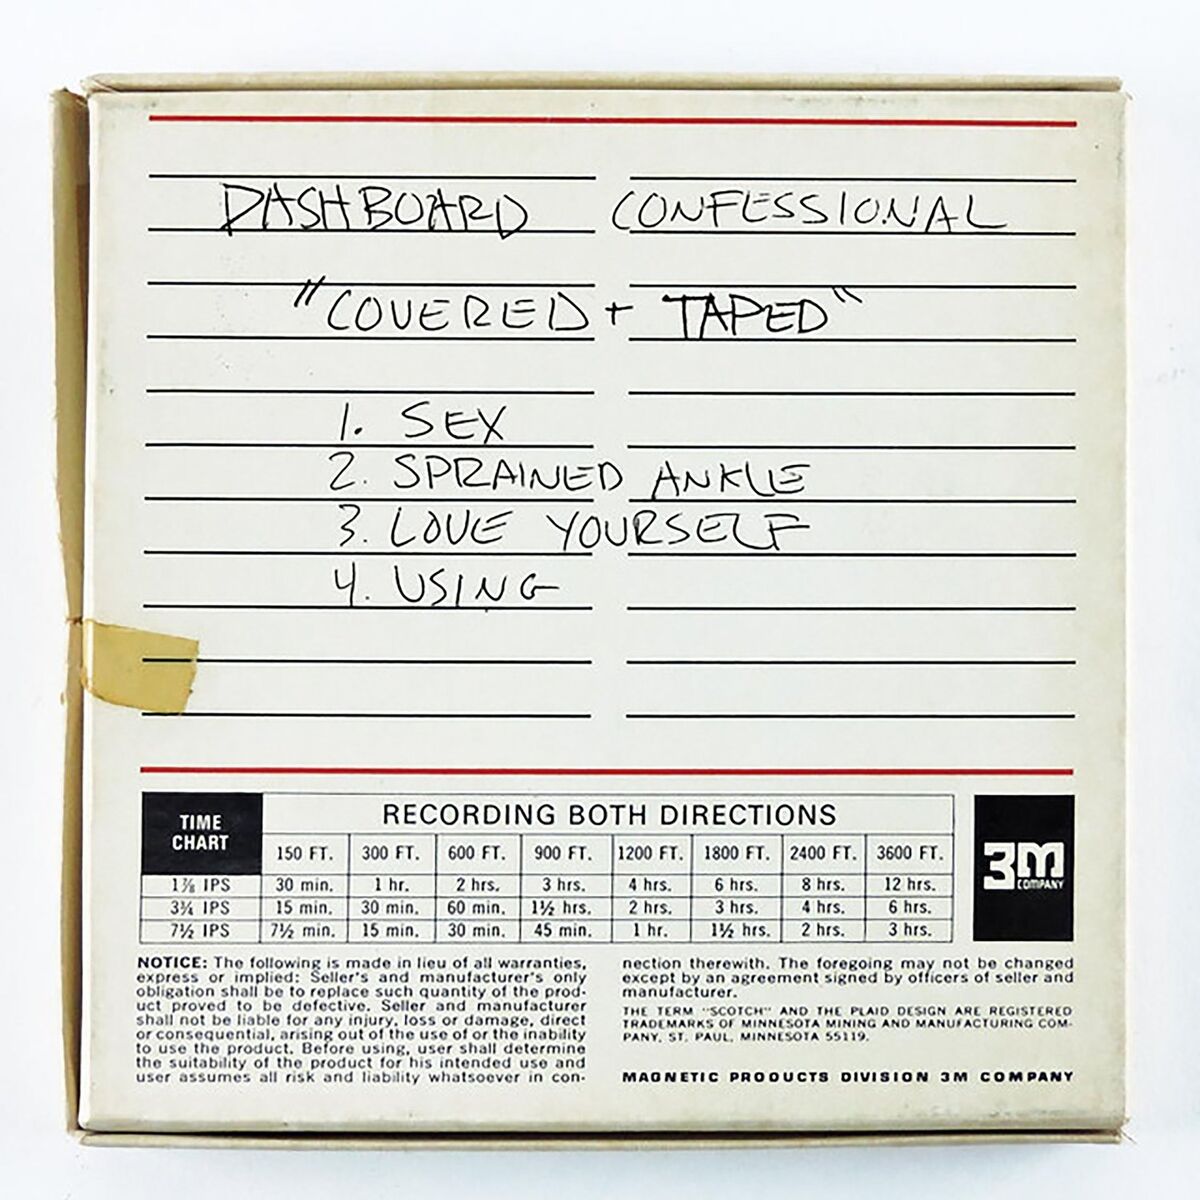 DASHBOARD CONFESSIONAL
"COVERED + TAPED"
1. SEX
2. SPRAINED ANKLE
3. LOVE YOURSELF
4. USING
TIME CHART
RECORDING BOTH DIRECTIONS
150 FT. 300 FT. 600 FT. 900 FT. 1200 FT. 1800 FT. 2400 FT. 3600 FT.
1⅞ IPS 30 min. 1 hr. 2 hrs. 3 hrs. 4 hrs. 6 hrs. 8 hrs. 12 hrs.
3¾ IPS 15 min. 30 min. 60 min. 1½ hrs. 2 hrs. 3 hrs. 4 hrs. 6 hrs.
7½ IPS 7½ min. 15 min. 30 min. 45 min. 1 hr. 1½ hrs. 2 hrs. 3 hrs.
3M
COMPANY
NOTICE: The following is made in lieu of all warranties,
express or implied: Seller's and manufacturer's only
obligation shall be to replace such quantity of the prod-
uct proved to be defective. Seller and manufacturer
shall not be liable for any injury, loss or damage, direct
or consequential, arising out of the use of or the inability
to use the product. Before using, user shall determine
the suitability of the product for his intended use and
user assumes all risk and liability whatsoever in con-
nection therewith. The foregoing may not be changed
except by an agreement signed by officers of seller and
manufacturer.
THE TERM "SCOTCH" AND THE PLAID DESIGN ARE REGISTERED
TRADEMARKS OF MINNESOTA MINING AND MANUFACTURING COM-
PANY, ST. PAUL, MINNESOTA 55119.
MAGNETIC PRODUCTS DIVISION 3M COMPANY